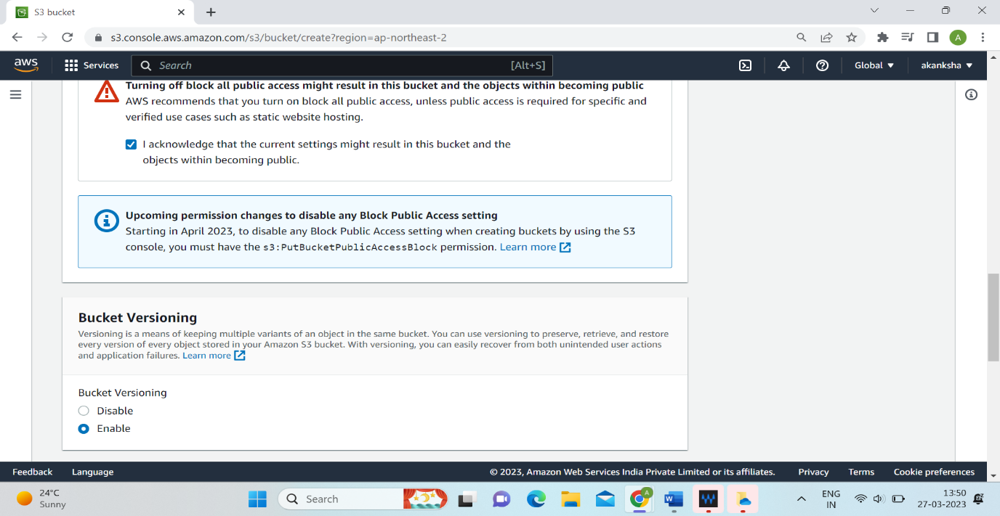 S3 bucket
s3.console.aws.amazon.com/s3/bucket/create?region=ap-northeast-2
A
aws
Services
Search
[Alt+S]
Global
akanksha
Turning off block all public access might result in this bucket and the objects within becoming public
AWS recommends that you turn on block all public access, unless public access is required for specific and
verified use cases such as static website hosting.
I acknowledge that the current settings might result in this bucket and the
objects within becoming public.
Upcoming permission changes to disable any Block Public Access setting
Starting in April 2023, to disable any Block Public Access setting when creating buckets by using the S3
console, you must have the s3:PutBucketPublicAccessBlock permission. Learn more
Bucket Versioning
Versioning is a means of keeping multiple variants of an object in the same bucket. You can use versioning to preserve, retrieve, and restore
every version of every object stored in your Amazon S3 bucket. With versioning, you can easily recover from both unintended user actions
and application failures. Learn more
Bucket Versioning
Disable
Enable
Feedback
Language
© 2023, Amazon Web Services India Private Limited or its affiliates.
Privacy
Terms
Cookie preferences
24°C
Sunny
Search
A
W
ENG
IN
13:50
27-03-2023